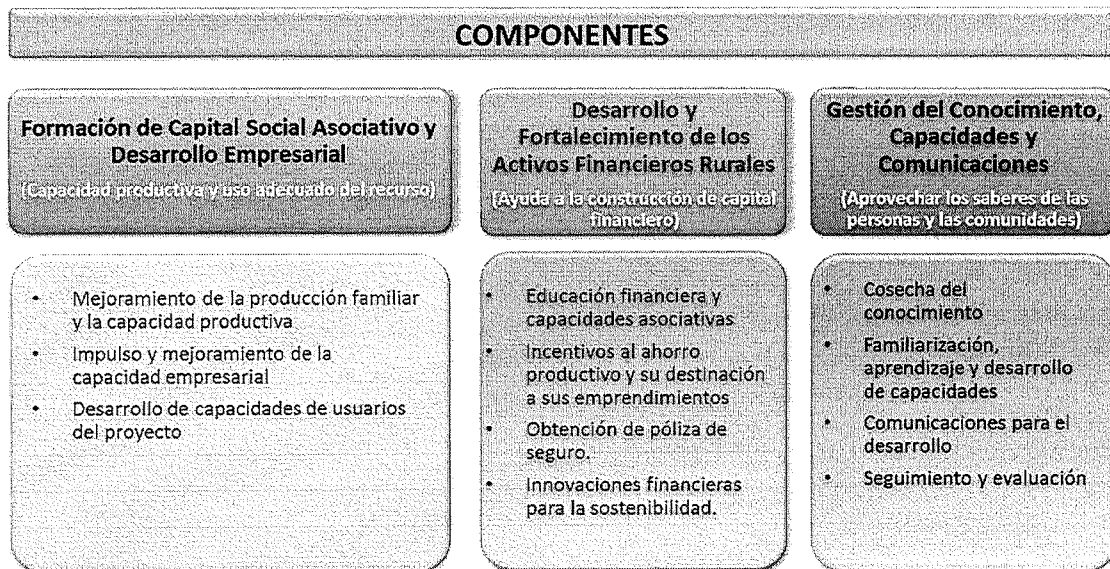 COMPONENTES
Formación de Capital Social Asociativo y
Desarrollo Empresarial
(Capacidad productiva y uso adecuado del recurso)
• Mejoramiento de la producción familiar
y la capacidad productiva
• Impulso y mejoramiento de la
capacidad empresarial
• Desarrollo de capacidades de usuarios
del proyecto
Desarrollo y
Fortalecimiento de los
Activos Financieros Rurales
(Ayuda a la construcción de capital
financiero)
• Educación financiera y
capacidades asociativas
• Incentivos al ahorro
productivo y su destinación
a sus emprendimientos
• Obtención de póliza de
seguro.
• Innovaciones financieras
para la sostenibilidad.
Gestión del Conocimiento,
Capacidades y
Comunicaciones
(Aprovechar los saberes de las
personas y las comunidades)
• Cosecha del
conocimiento
• Familiarización,
aprendizaje y desarrollo
de capacidades
• Comunicaciones para el
desarrollo
• Seguimiento y evaluación